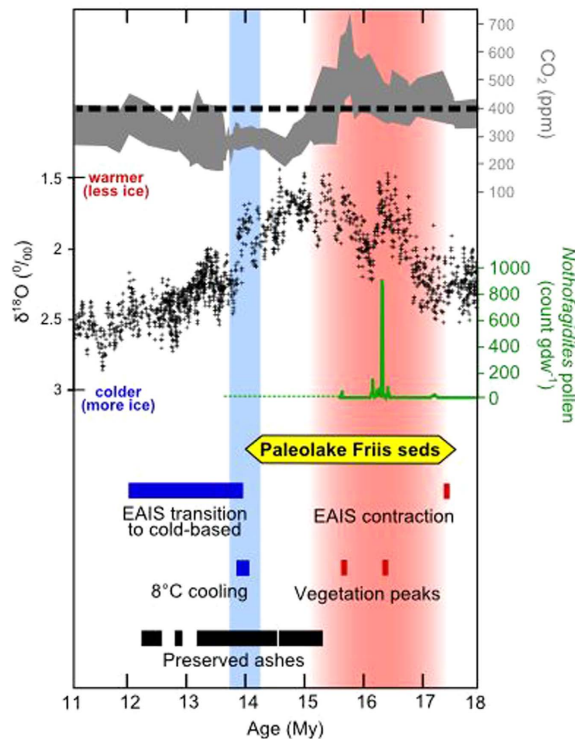 700
600
500
400
300
200
100
CO₂ (ppm)
warmer
(less ice)
1.5
2
2.5
3
δ¹⁸O (⁰/₀₀)
colder
(more ice)
1000
800
600
400
200
0
Nothofagidites pollen
(count gdw⁻¹)
Paleolake Friis seds
EAIS transition
to cold-based
EAIS contraction
8°C cooling
Vegetation peaks
Preserved ashes
11 12 13 14 15 16 17 18
Age (My)